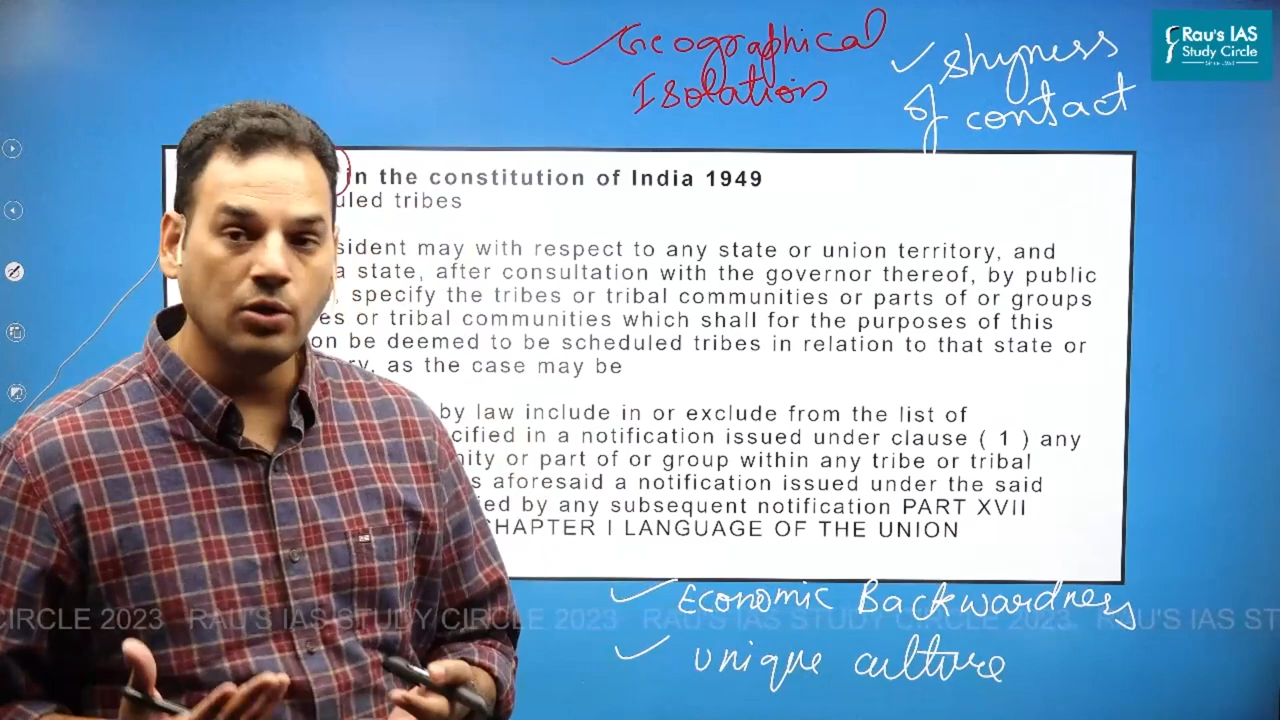 Geographical
Isolation
shyness
of contact
Rau's IAS
Study Circle
in the constitution of India 1949
uled tribes
sident may with respect to any state or union territory, and
a state, after consultation with the governor thereof, by public
, specify the tribes or tribal communities or parts of or groups
es or tribal communities which shall for the purposes of this
on be deemed to be scheduled tribes in relation to that state or
ry, as the case may be
by law include in or exclude from the list of
cified in a notification issued under clause ( 1 ) any
nity or part of or group within any tribe or tribal
s aforesaid a notification issued under the said
ied by any subsequent notification PART XVII
CHAPTER I LANGUAGE OF THE UNION
Economic Backwardness
CIRCLE 2023 RAU'S IAS STUDY CIRCLE 2023 RAU'S IAS STUDY CIRCLE 2023 RAU'S IAS ST
unique culture